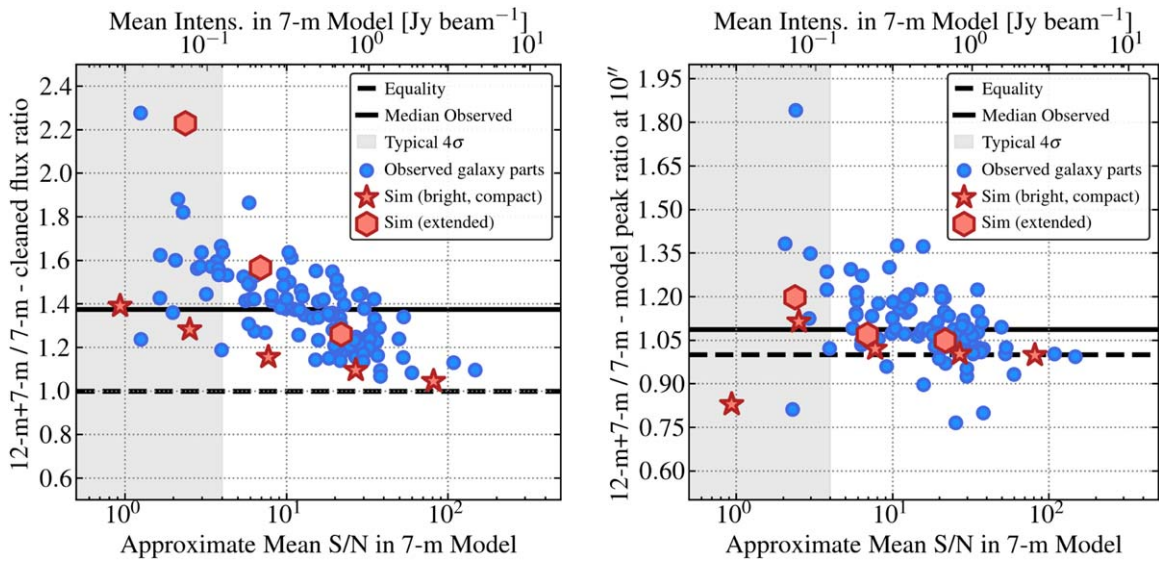 Mean Intens. in 7-m Model [Jy beam⁻¹]
10⁻¹ 10⁰ 10¹
12-m+7-m / 7-m - cleaned flux ratio
2.4
2.2
2.0
1.8
1.6
1.4
1.2
1.0
0.8
0.6
Equality
Median Observed
Typical 4σ
Observed galaxy parts
Sim (bright, compact)
Sim (extended)
10⁰ 10¹ 10²
Approximate Mean S/N in 7-m Model
Mean Intens. in 7-m Model [Jy beam⁻¹]
10⁻¹ 10⁰ 10¹
12-m+7-m / 7-m - model peak ratio at 10″
1.95
1.80
1.65
1.50
1.35
1.20
1.05
0.90
0.75
0.60
Equality
Median Observed
Typical 4σ
Observed galaxy parts
Sim (bright, compact)
Sim (extended)
10⁰ 10¹ 10²
Approximate Mean S/N in 7-m Model